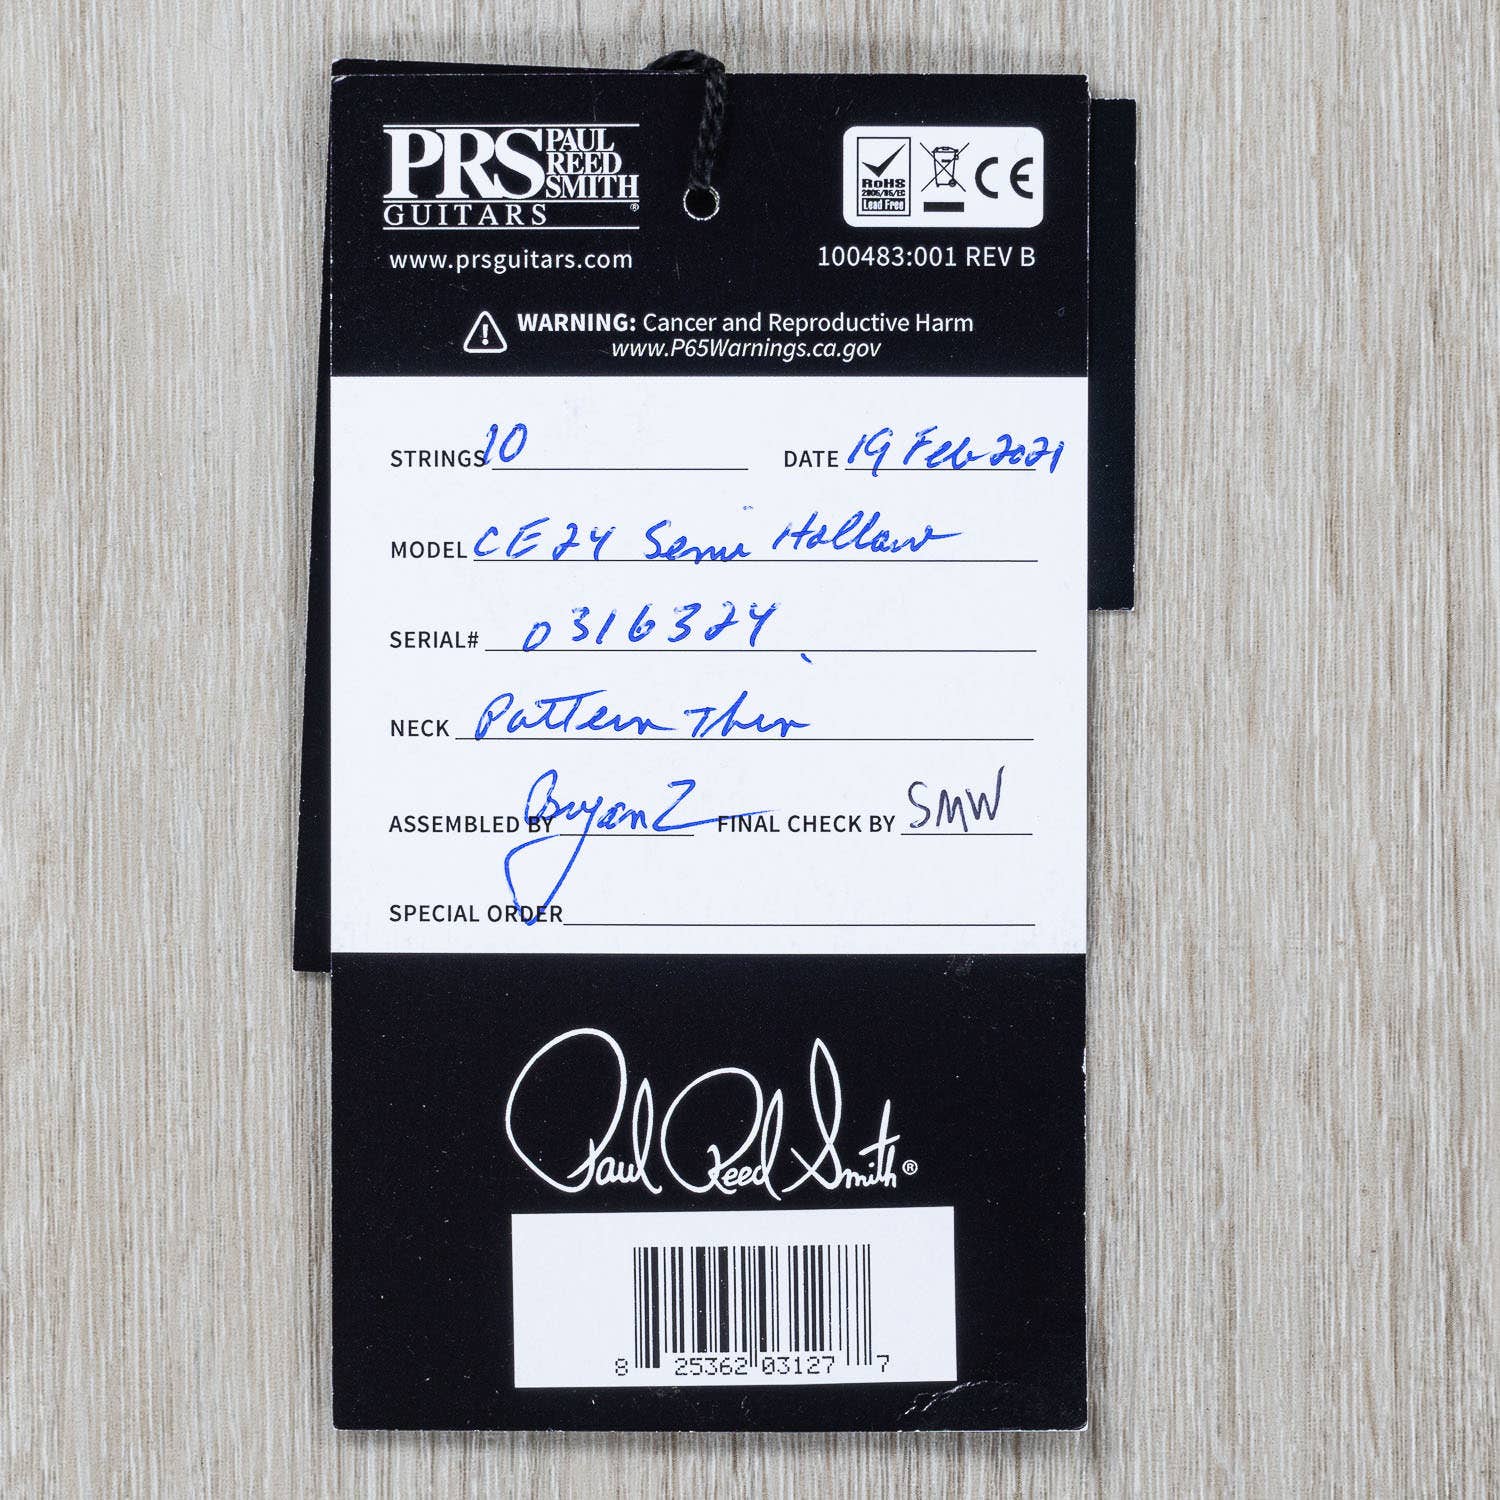 PRS PAUL REED SMITH
GUITARS ®
www.prsguitars.com
RoHS
2005/95/EC
Lead Free
CE
100483:001 REV B
WARNING: Cancer and Reproductive Harm
www.P65Warnings.ca.gov
STRINGS 10 DATE 19 Feb 2021
MODEL CE 24 Semi Hollow
SERIAL# 0316324
NECK Pattern Thin
ASSEMBLED BY Bryan Z FINAL CHECK BY SMW
SPECIAL ORDER
Paul Reed Smith ®
8 25362 03127 7